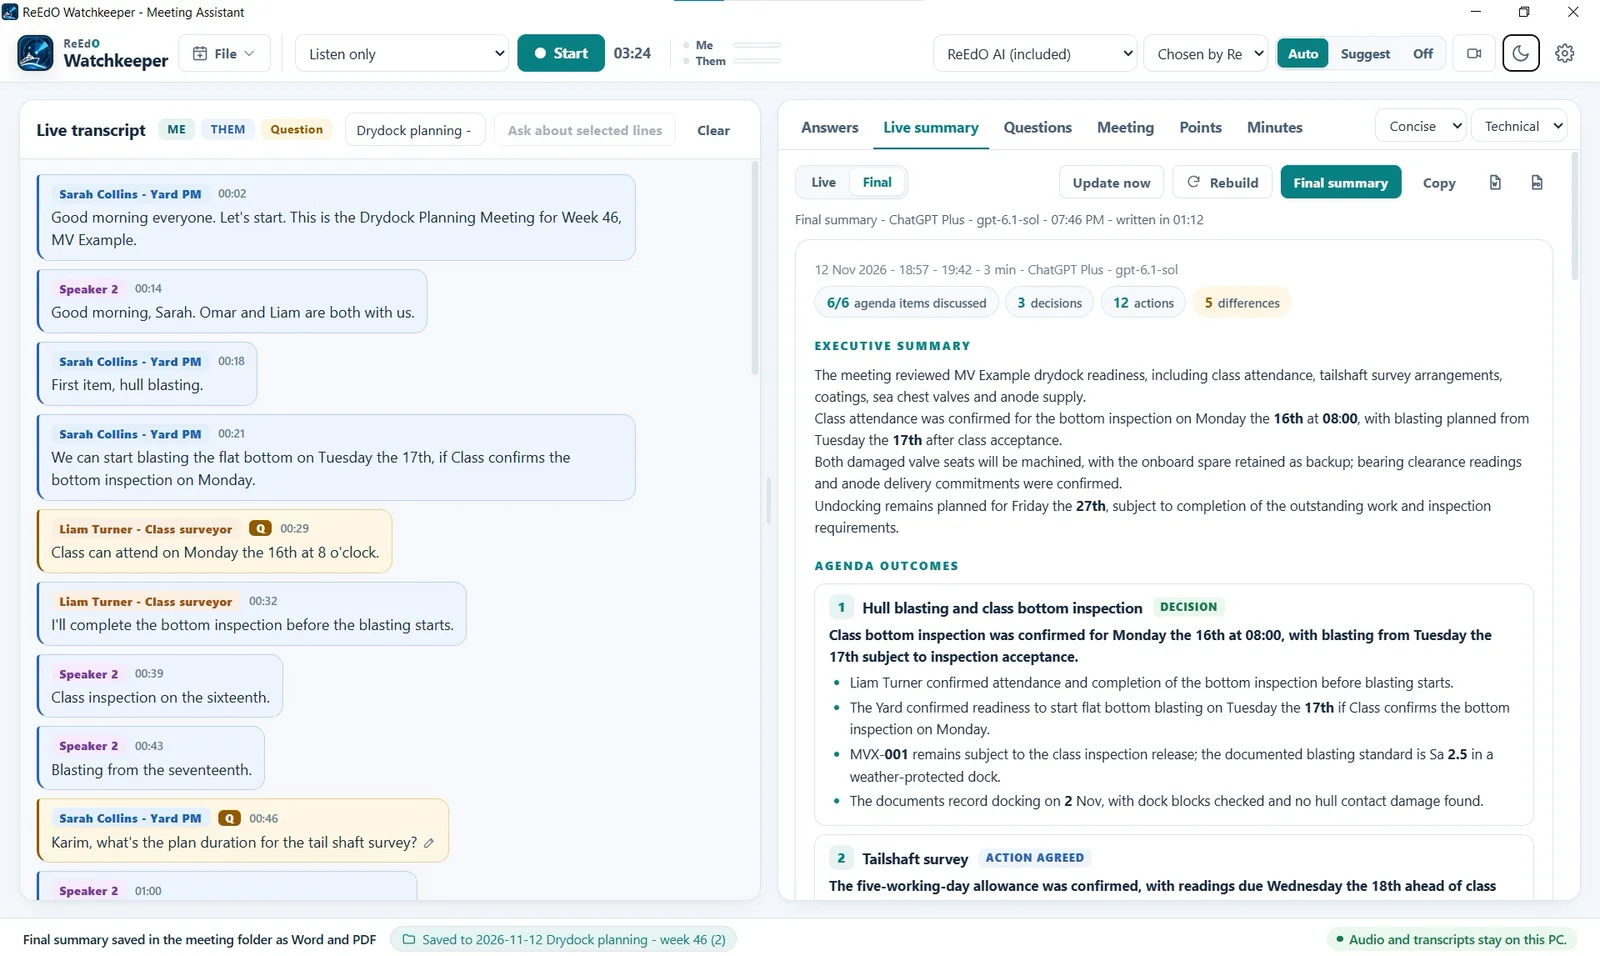 ReEdO Watchkeeper - Meeting Assistant
ReEdO
Watchkeeper
File
Listen only
Start
03:24
Me
Them
ReEdO AI (included)
Chosen by Re
Auto
Suggest
Off
Live transcript
ME
THEM
Question
Drydock planning -
Ask about selected lines
Clear
Sarah Collins - Yard PM 00:02
Good morning everyone. Let's start. This is the Drydock Planning Meeting for Week 46,
MV Example.
Speaker 2 00:14
Good morning, Sarah. Omar and Liam are both with us.
Sarah Collins - Yard PM 00:18
First item, hull blasting.
Sarah Collins - Yard PM 00:21
We can start blasting the flat bottom on Tuesday the 17th, if Class confirms the
bottom inspection on Monday.
Liam Turner - Class surveyor Q 00:29
Class can attend on Monday the 16th at 8 o'clock.
Liam Turner - Class surveyor 00:32
I'll complete the bottom inspection before the blasting starts.
Speaker 2 00:39
Class inspection on the sixteenth.
Speaker 2 00:43
Blasting from the seventeenth.
Sarah Collins - Yard PM Q 00:46
Karim, what's the plan duration for the tail shaft survey?
Speaker 2 01:00
Answers
Live summary
Questions
Meeting
Points
Minutes
Concise
Technical
Live
Final
Update now
Rebuild
Final summary
Copy
Final summary - ChatGPT Plus - gpt-6.1-sol - 07:46 PM - written in 01:12
12 Nov 2026 - 18:57 - 19:42 - 3 min - ChatGPT Plus - gpt-6.1-sol
6/6 agenda items discussed
3 decisions
12 actions
5 differences
EXECUTIVE SUMMARY
The meeting reviewed MV Example drydock readiness, including class attendance, tailshaft survey arrangements,
coatings, sea chest valves and anode supply.
Class attendance was confirmed for the bottom inspection on Monday the 16th at 08:00, with blasting planned from
Tuesday the 17th after class acceptance.
Both damaged valve seats will be machined, with the onboard spare retained as backup; bearing clearance readings
and anode delivery commitments were confirmed.
Undocking remains planned for Friday the 27th, subject to completion of the outstanding work and inspection
requirements.
AGENDA OUTCOMES
1 Hull blasting and class bottom inspection DECISION
Class bottom inspection was confirmed for Monday the 16th at 08:00, with blasting from Tuesday the
17th subject to inspection acceptance.
• Liam Turner confirmed attendance and completion of the bottom inspection before blasting starts.
• The Yard confirmed readiness to start flat bottom blasting on Tuesday the 17th if Class confirms the bottom
inspection on Monday.
• MVX-001 remains subject to the class inspection release; the documented blasting standard is Sa 2.5 in a
weather-protected dock.
• The documents record docking on 2 Nov, with dock blocks checked and no hull contact damage found.
2 Tailshaft survey ACTION AGREED
The five-working-day allowance was confirmed, with readings due Wednesday the 18th ahead of class
Final summary saved in the meeting folder as Word and PDF
Saved to 2026-11-12 Drydock planning - week 46 (2)
Audio and transcripts stay on this PC.